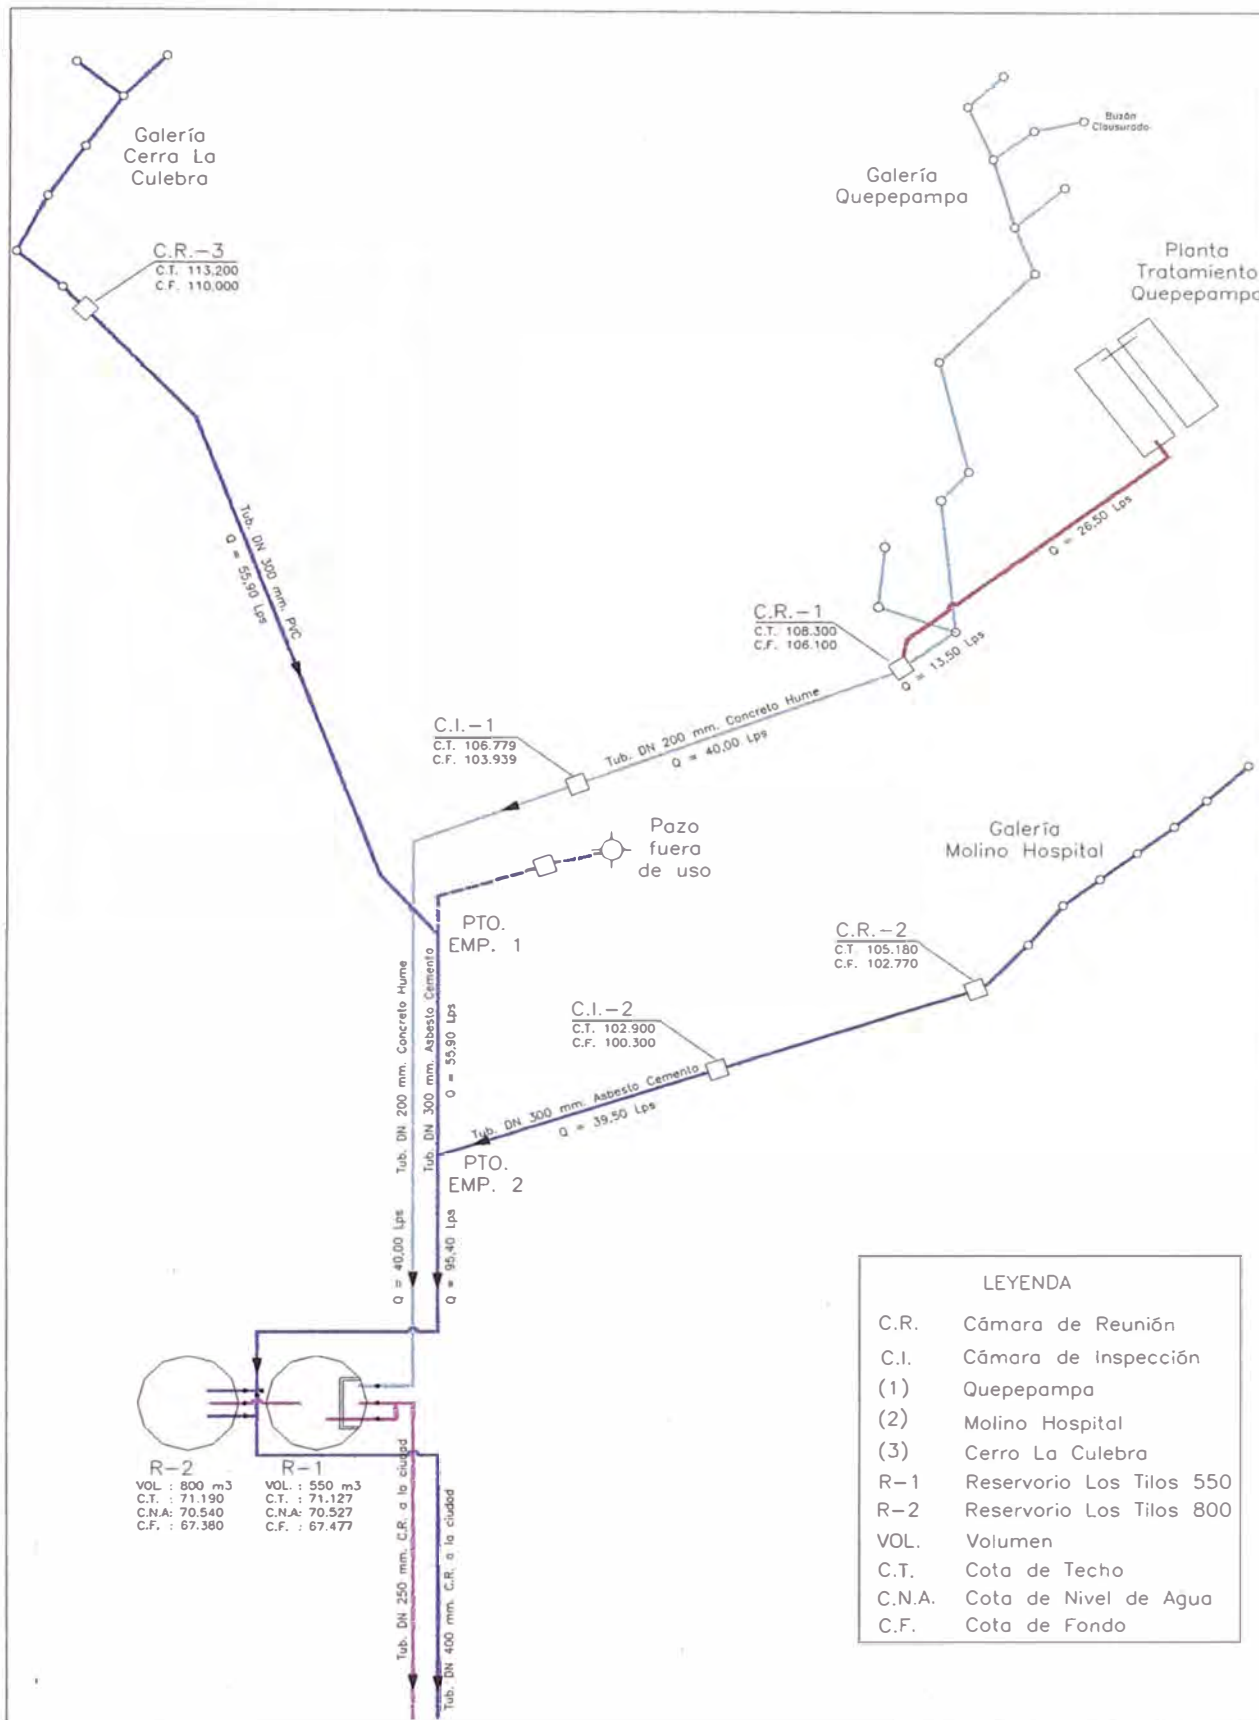 Galería
Cerra La
Culebra
C.R.-3
C.T. 113,200
C.F. 110,000
Tub. DN 300 mm. PVC
Q = 55,90 Lps
Buzón
Clausurado
Galería
Quepepampa
Planta
Tratamiento
Quepepampa
Q = 26,50 Lps
C.R.-1
C.T. 108.300
C.F. 106.100
Q = 13,50 Lps
C.I.-1
C.T. 106.779
C.F. 103.939
Tub. DN 200 mm. Concreto Hume
Q = 40,00 Lps
Pazo
fuera
de uso
Galería
Molino Hospital
PTO.
EMP. 1
C.R.-2
C.T. 105.180
C.F. 102.770
C.I.-2
C.T. 102.900
C.F. 100.300
Tub. DN 200 mm. Concreto Hume
Tub. DN 300 mm. Asbesto Cemento
Q = 55,90 Lps
Tub. DN 300 mm. Asbesto Cemento
Q = 39,50 Lps
PTO.
EMP. 2
Q = 40,00 Lps
Q = 95,40 Lps
R-2
VOL. : 800 m3
C.T. : 71.190
C.N.A: 70.540
C.F. : 67.380
R-1
VOL. : 550 m3
C.T. : 71.127
C.N.A: 70.527
C.F. : 67.477
Tub. DN 250 mm. C.R. a la ciudad
Tub. DN 400 mm. C.R. a la ciudad
LEYENDA
C.R. Cámara de Reunión
C.I. Cámara de Inspección
(1) Quepepampa
(2) Molino Hospital
(3) Cerro La Culebra
R-1 Reservorio Los Tilos 550
R-2 Reservorio Los Tilos 800
VOL. Volumen
C.T. Cota de Techo
C.N.A. Cota de Nivel de Agua
C.F. Cota de Fondo